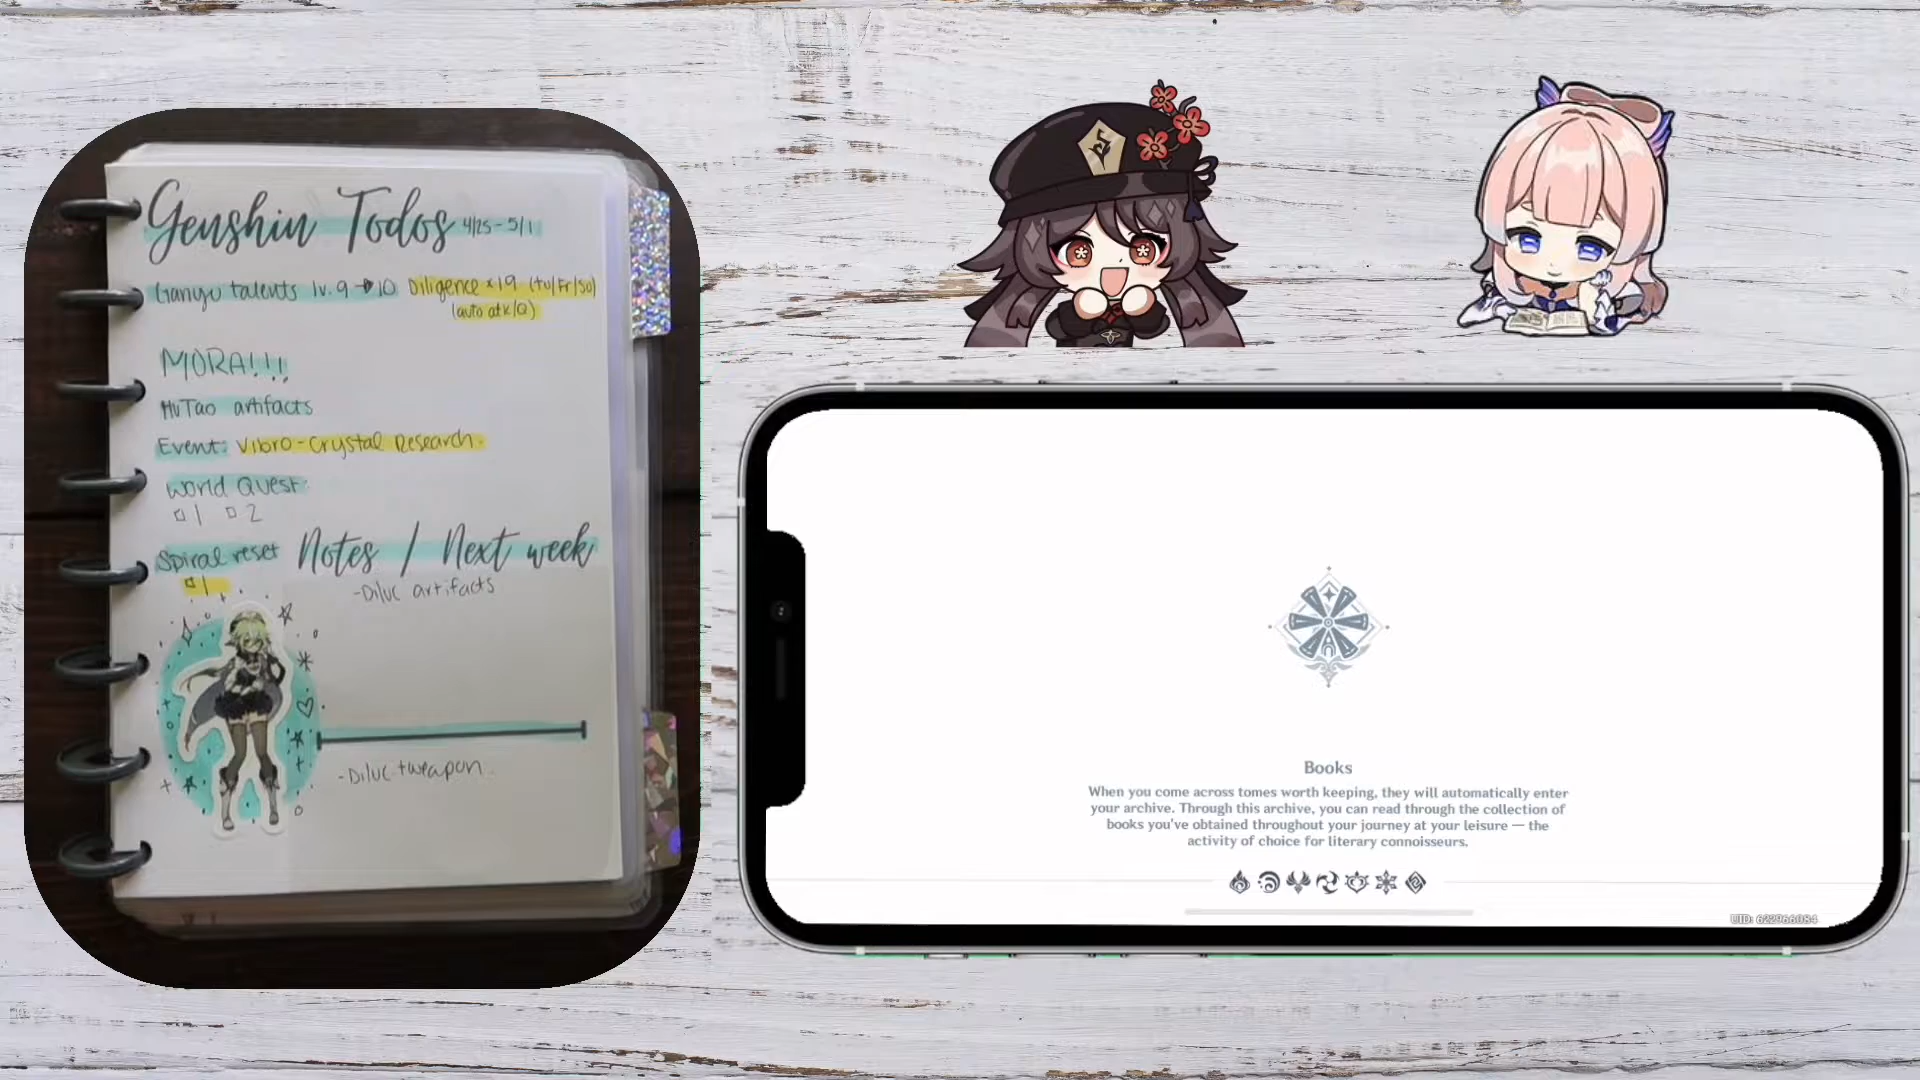 Genshin Todos 4/25 - 5/1
Ganyu talents lv. 9 → 10 Diligence x19 (tu/Fr/su)
(auto atk/Q)
MORA!!!
HuTao artifacts
Event: Vibro-crystal Research.
World Quest:
□ 1 □ 2
Spiral reset
□ 1
Notes / Next week
-Diluc artifacts
-Diluc + weapon.
Books
When you come across tomes worth keeping, they will automatically enter
your archive. Through this archive, you can read through the collection of
books you've obtained throughout your journey at your leisure — the
activity of choice for literary connoisseurs.
UID: 622966084